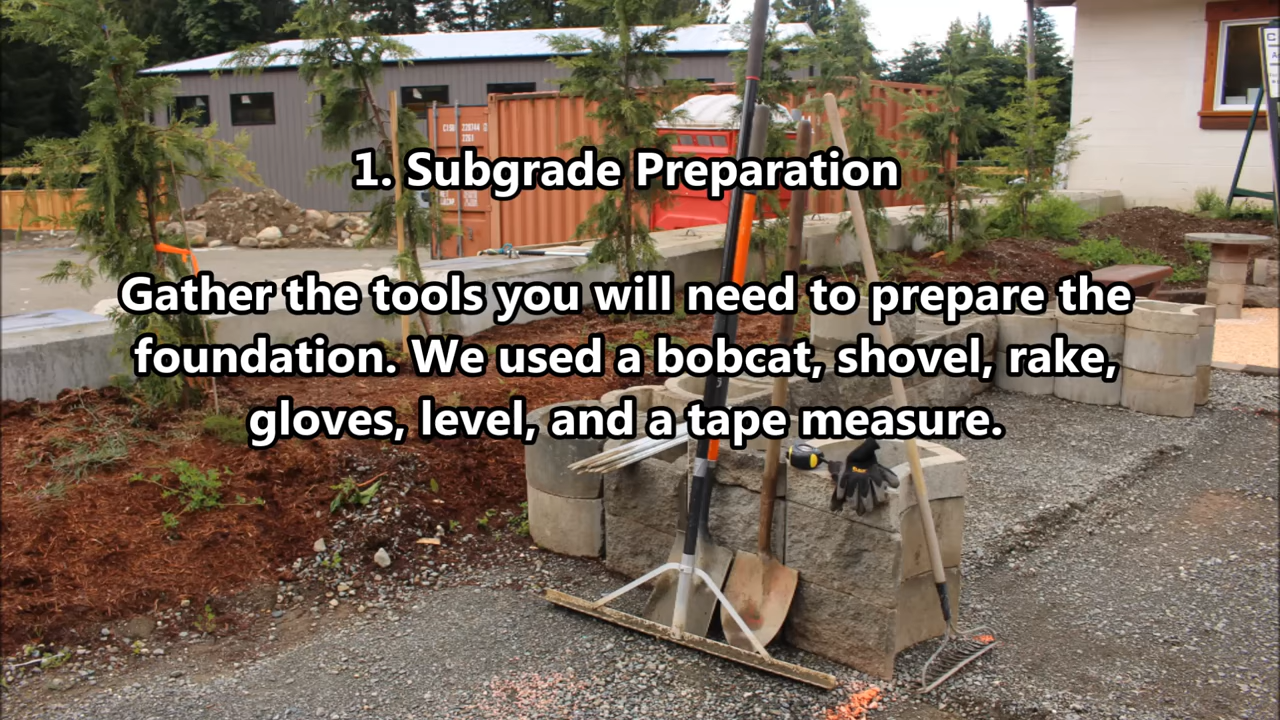 1. Subgrade Preparation
Gather the tools you will need to prepare the
foundation. We used a bobcat, shovel, rake,
gloves, level, and a tape measure.